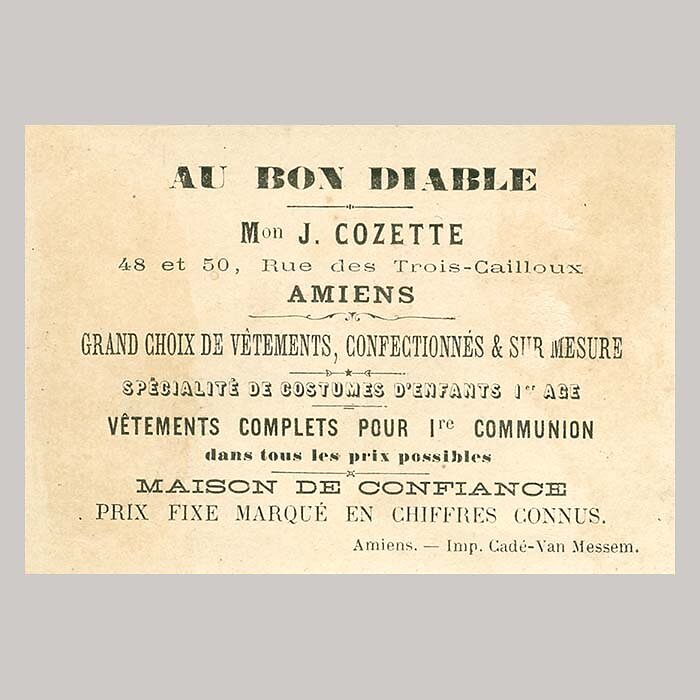 AU BON DIABLE
Mon J. COZETTE
48 et 50, Rue des Trois-Cailloux
AMIENS
GRAND CHOIX DE VÊTEMENTS, CONFECTIONNÉS & SUR MESURE
SPÉCIALITÉ DE COSTUMES D'ENFANTS 1er AGE
VÊTEMENTS COMPLETS POUR Ire COMMUNION
dans tous les prix possibles
MAISON DE CONFIANCE
PRIX FIXE MARQUÉ EN CHIFFRES CONNUS.
Amiens. — Imp. Cadé-Van Messem.